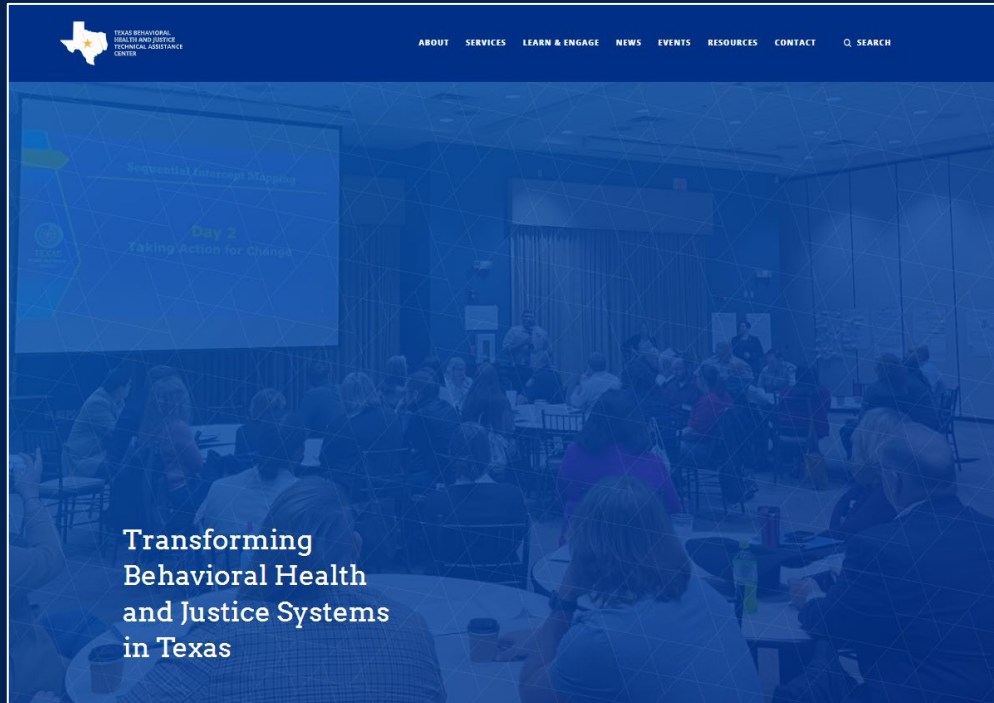 TEXAS BEHAVIORAL
HEALTH AND JUSTICE
TECHNICAL ASSISTANCE
CENTER
ABOUT SERVICES LEARN & ENGAGE NEWS EVENTS RESOURCES CONTACT SEARCH
Sequential Intercept Mapping
Day 2
Taking Action for Change
TEXAS
Transforming
Behavioral Health
and Justice Systems
in Texas